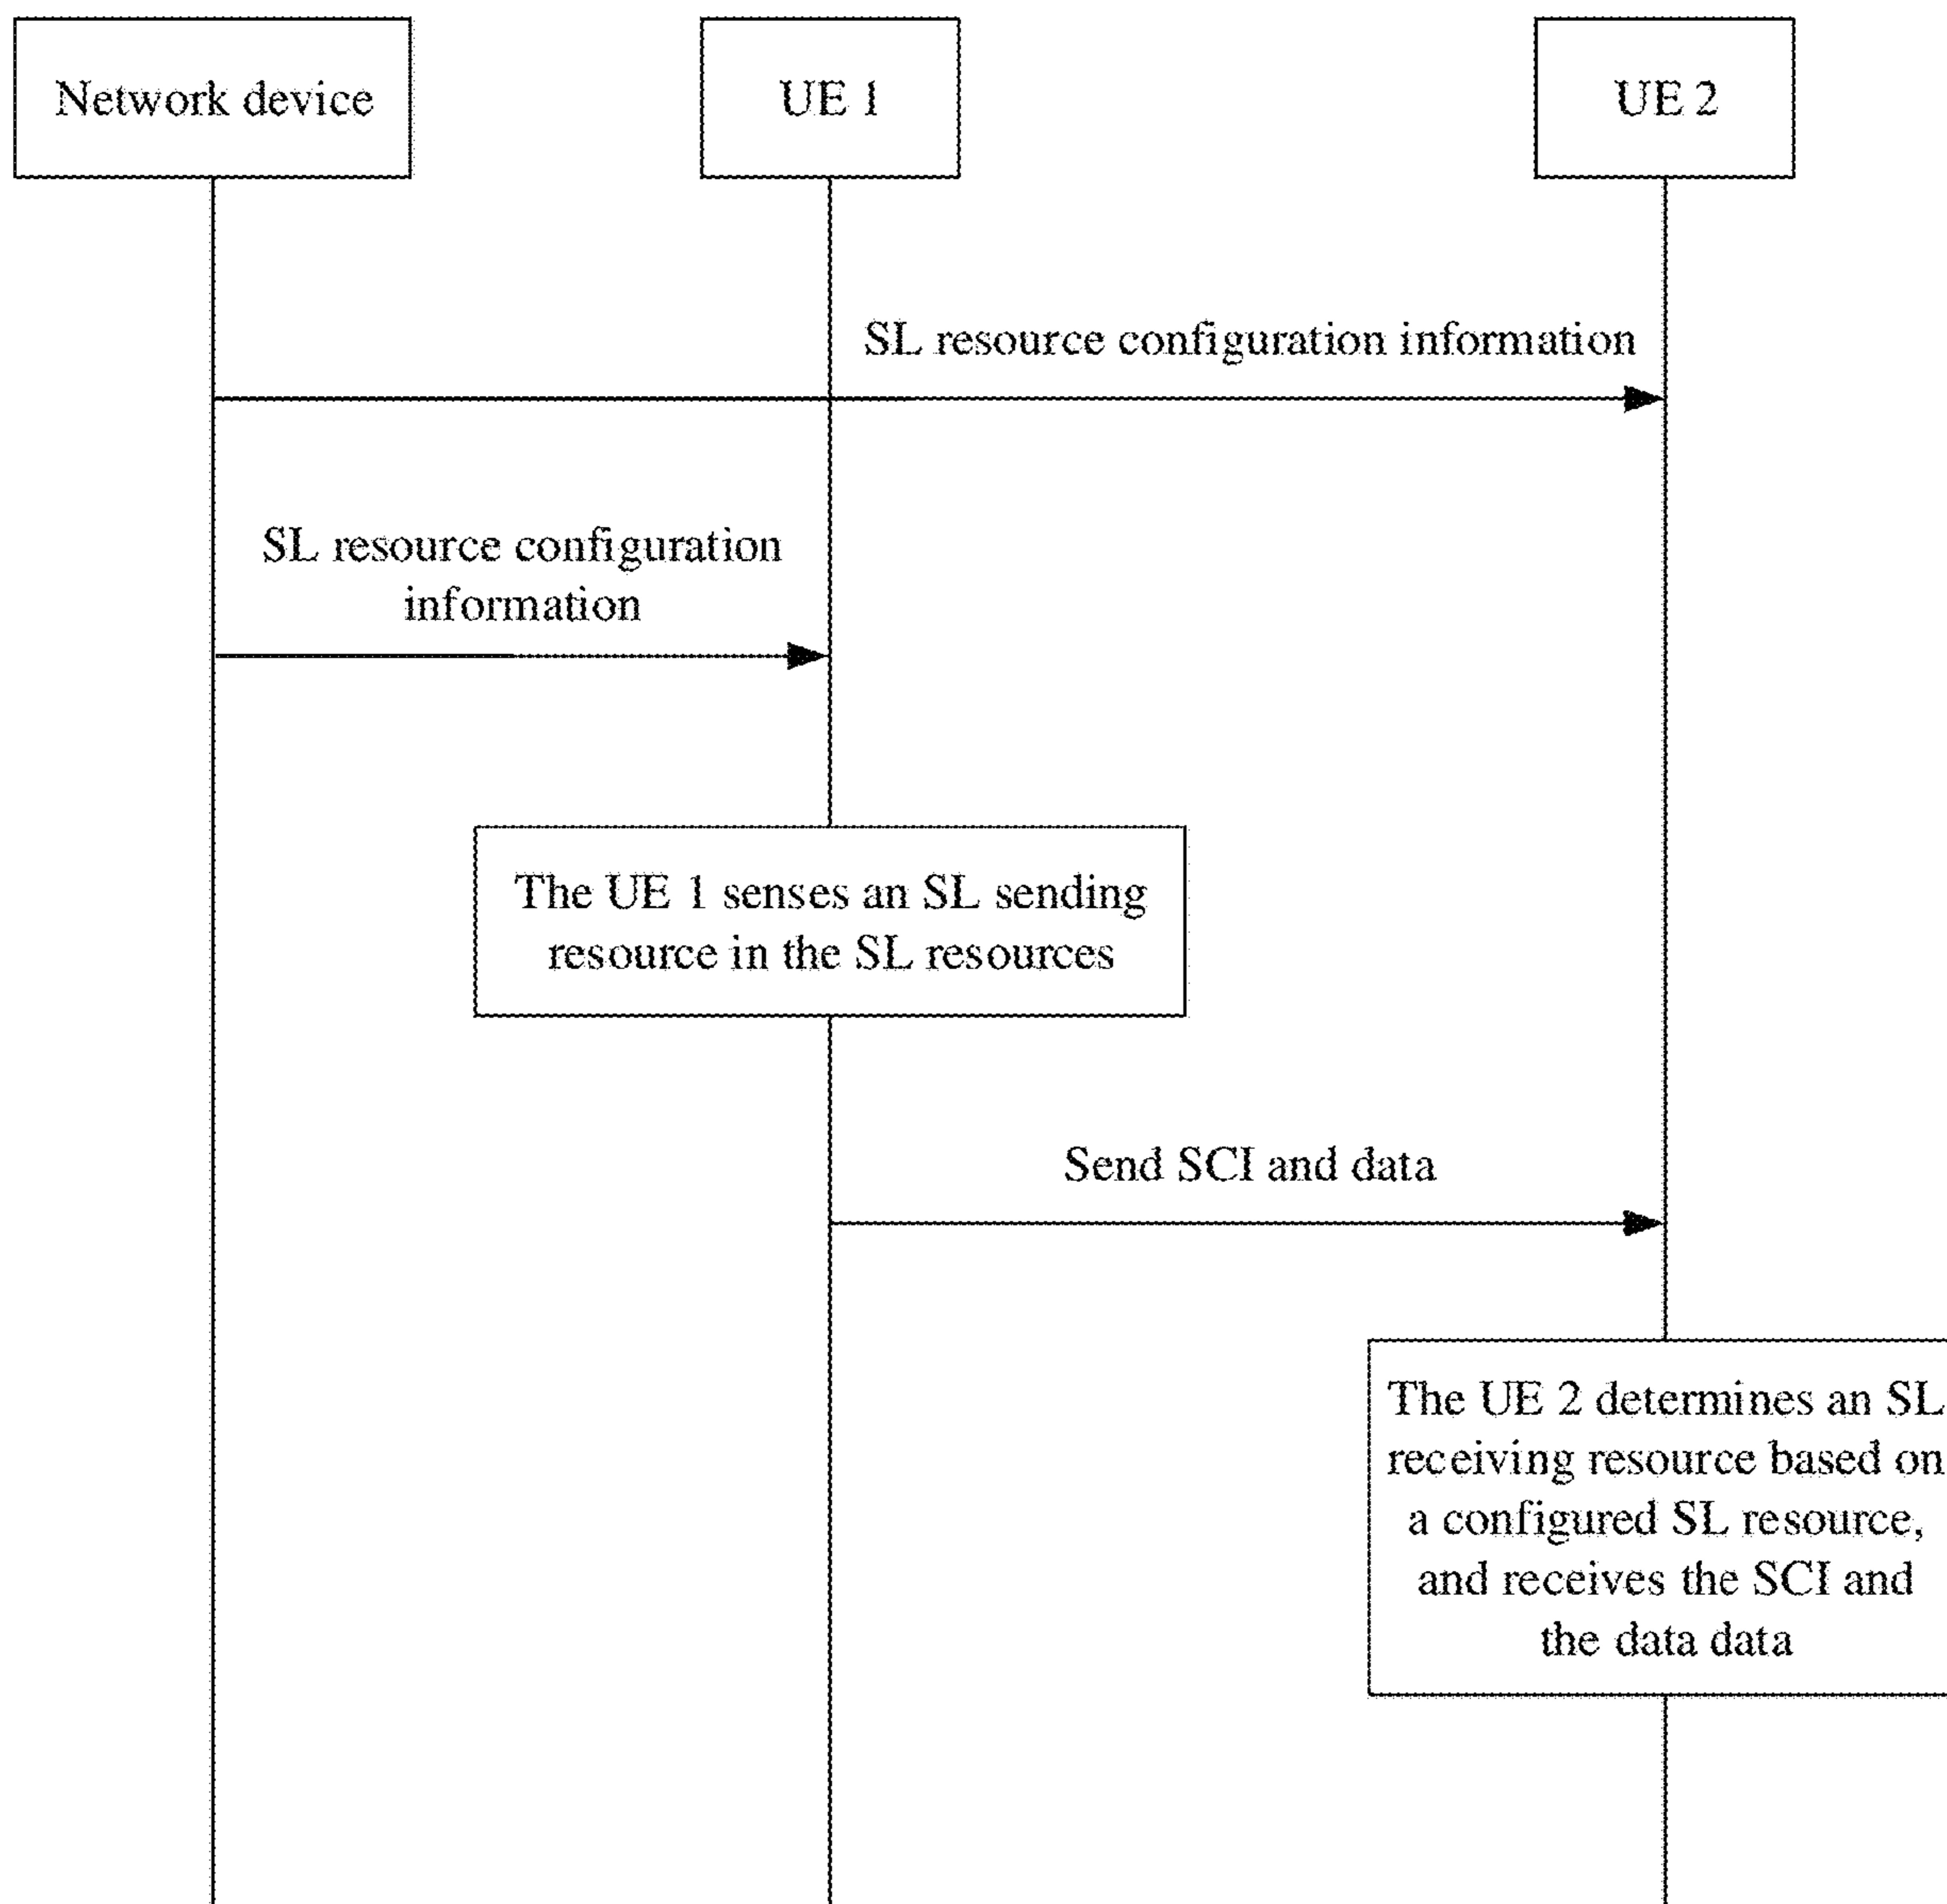 Network device
UE 1
UE 2
SL resource configuration information
SL resource configuration
information
The UE 1 senses an SL sending
resource in the SL resources
Send SCI and data
The UE 2 determines an SL
receiving resource based on
a configured SL resource,
and receives the SCI and
the data data